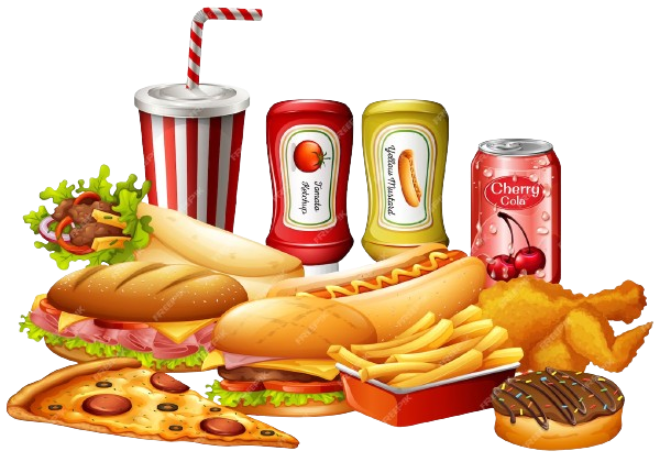 Tomato
Ketchup
Yellow Mustard
Cherry
Cola